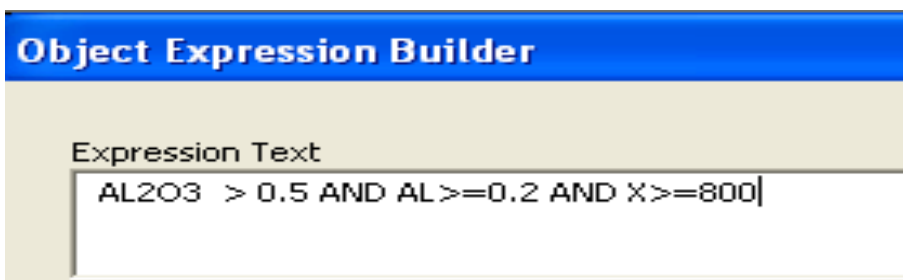 Object Expression Builder
Expression Text
AL2O3 > 0.5 AND AL>=0.2 AND X>=800